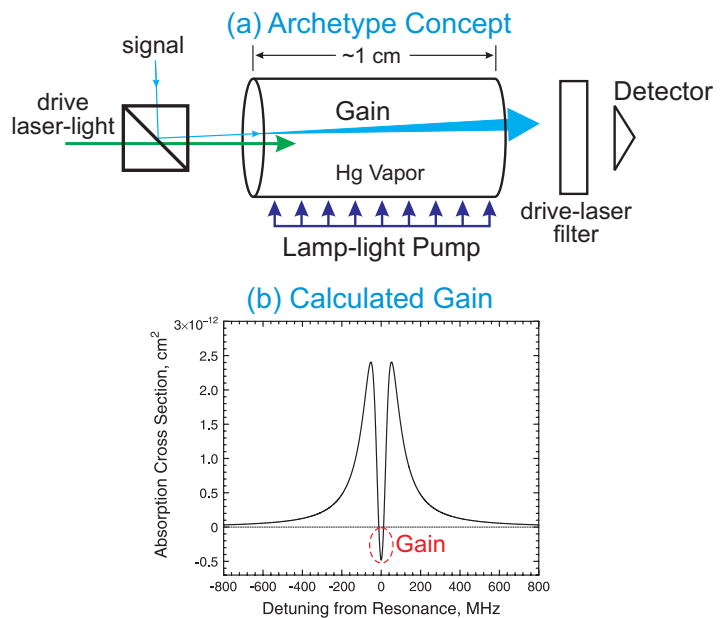 (a) Archetype Concept
signal
~1 cm
drive
laser-light
Gain
Detector
Hg Vapor
drive-laser
filter
Lamp-light Pump
(b) Calculated Gain
3×10⁻¹²
2.5
2.0
1.5
1.0
0.5
0
-0.5
Absorption Cross Section, cm²
Gain
-800 -600 -400 -200 0 200 400 600 800
Detuning from Resonance, MHz